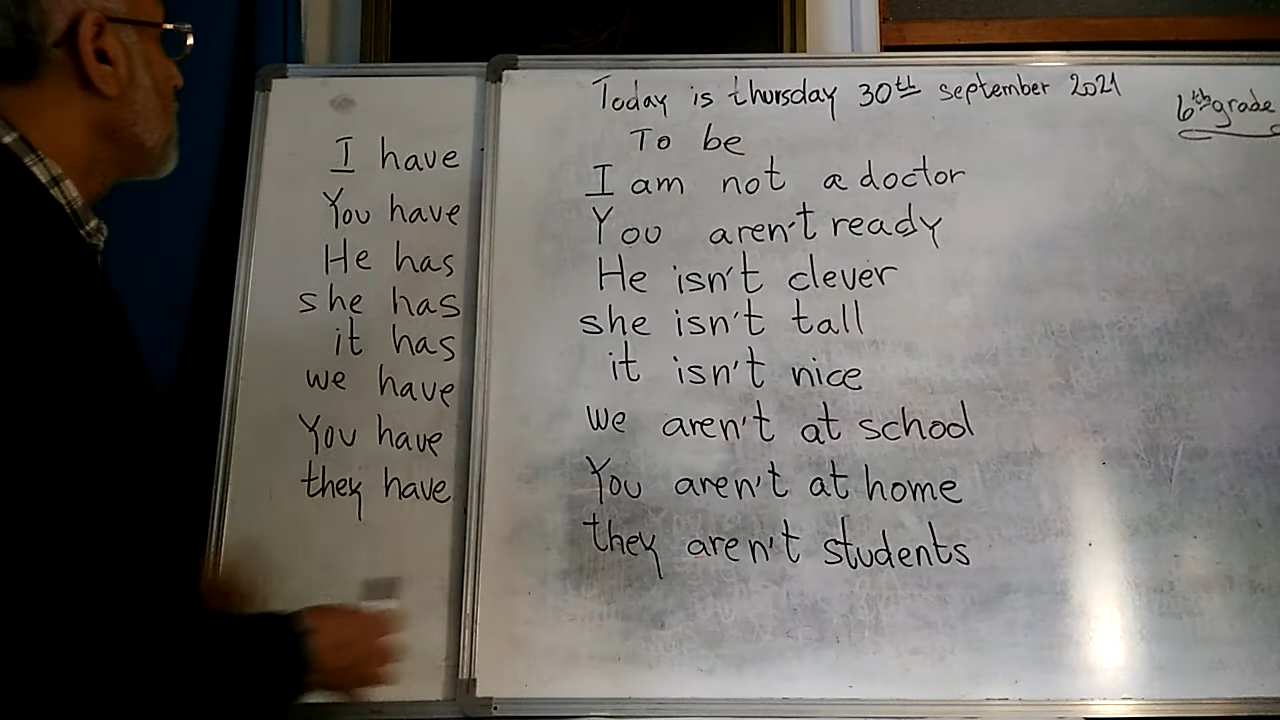 I have
You have
He has
she has
it has
we have
You have
they have
Today is thursday 30th september 2021
6th grade
To be
I am not a doctor
You aren't ready
He isn't clever
she isn't tall
it isn't nice
we aren't at school
You aren't at home
they aren't students